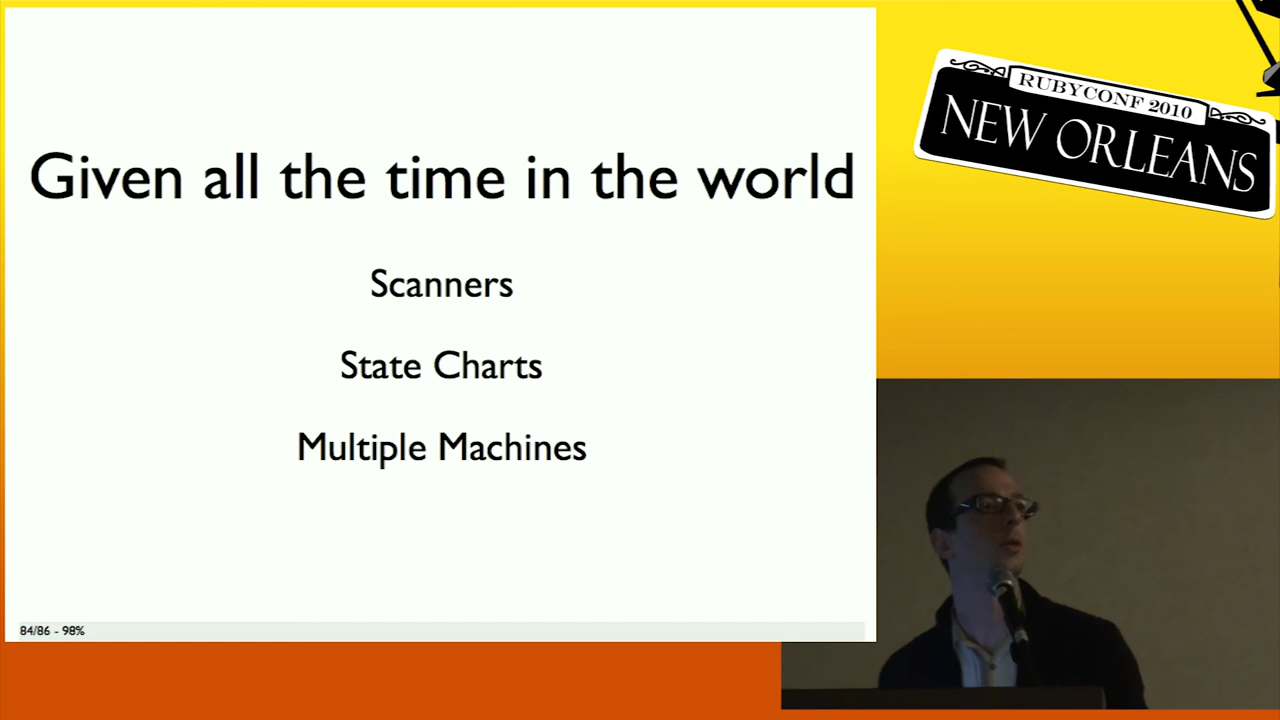 Given all the time in the world
Scanners
State Charts
Multiple Machines
84/86 - 98%
RUBYCONF 2010
NEW ORLEANS